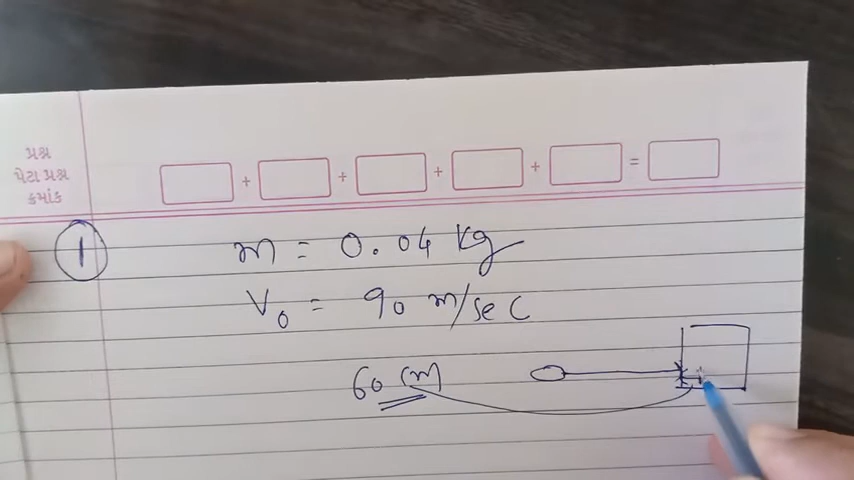 પ્રશ્ન
પેટા પ્રશ્ન
ક્રમાંક
+ + + + =
1
m = 0.04 kg
V₀ = 90 m/sec
60 cm